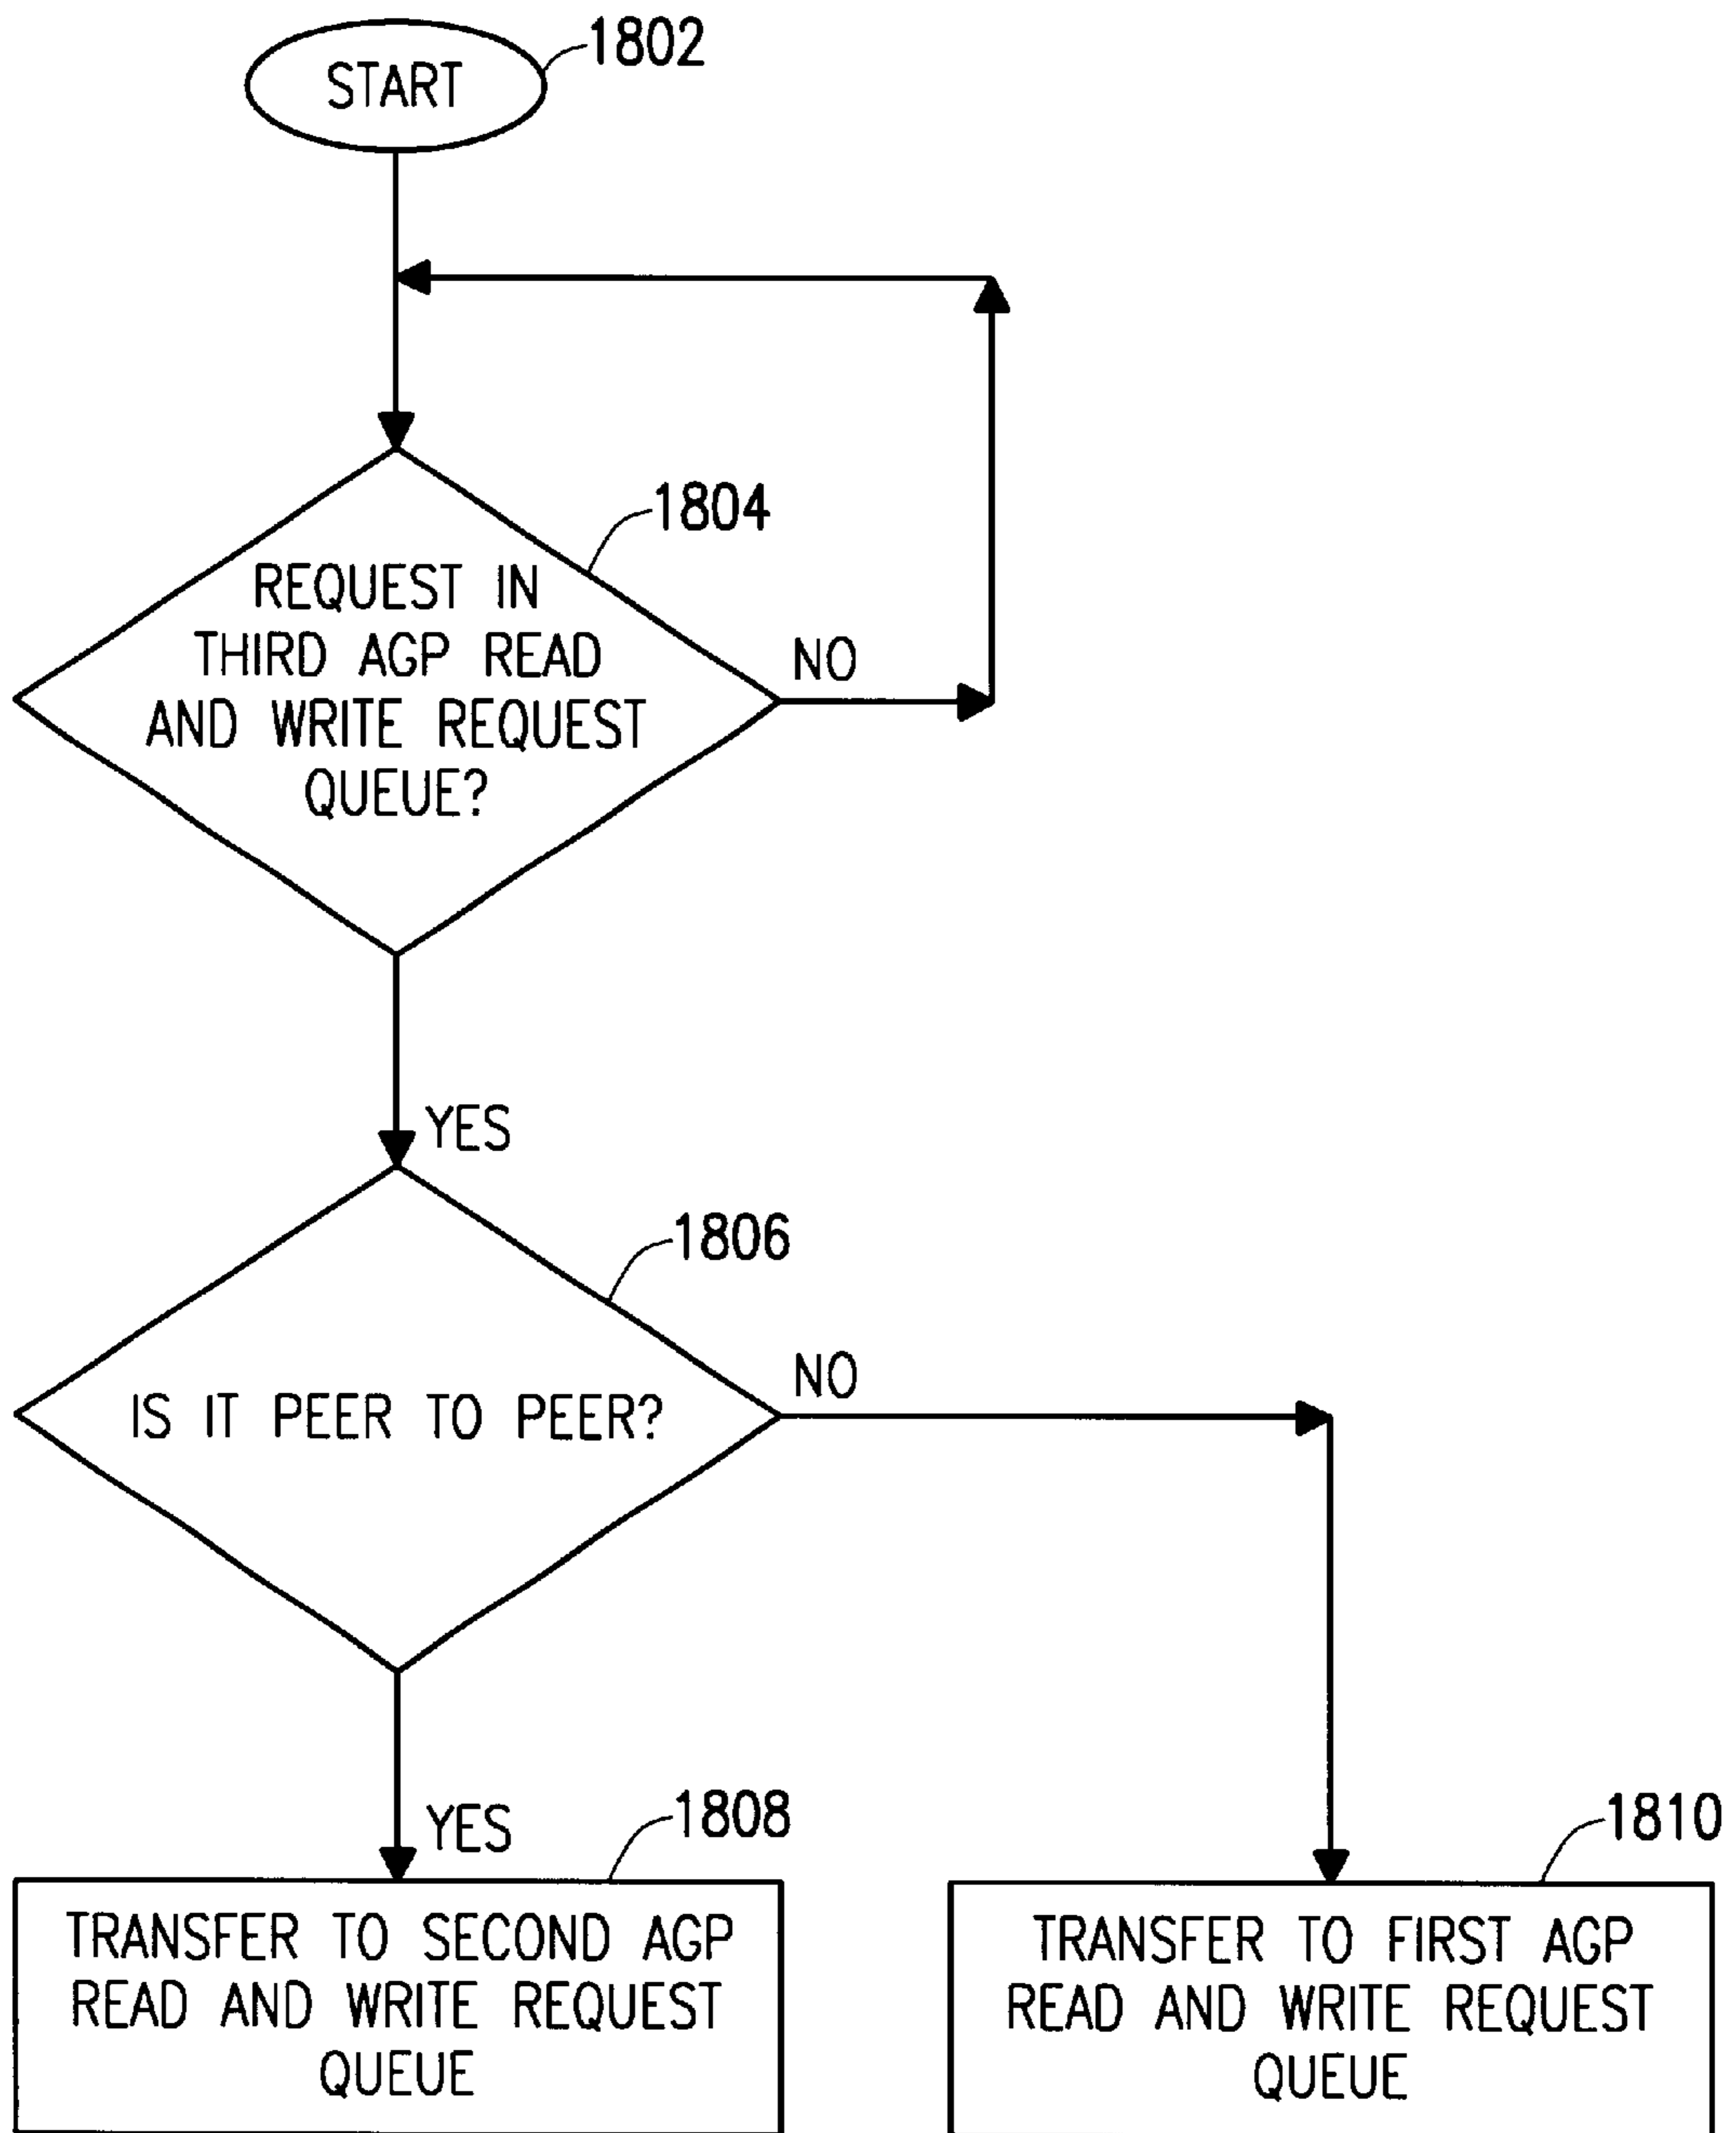 START
1802
1804
REQUEST IN
THIRD AGP READ
AND WRITE REQUEST
QUEUE?
NO
YES
1806
IS IT PEER TO PEER?
NO
YES
1808
TRANSFER TO SECOND AGP
READ AND WRITE REQUEST
QUEUE
1810
TRANSFER TO FIRST AGP
READ AND WRITE REQUEST
QUEUE